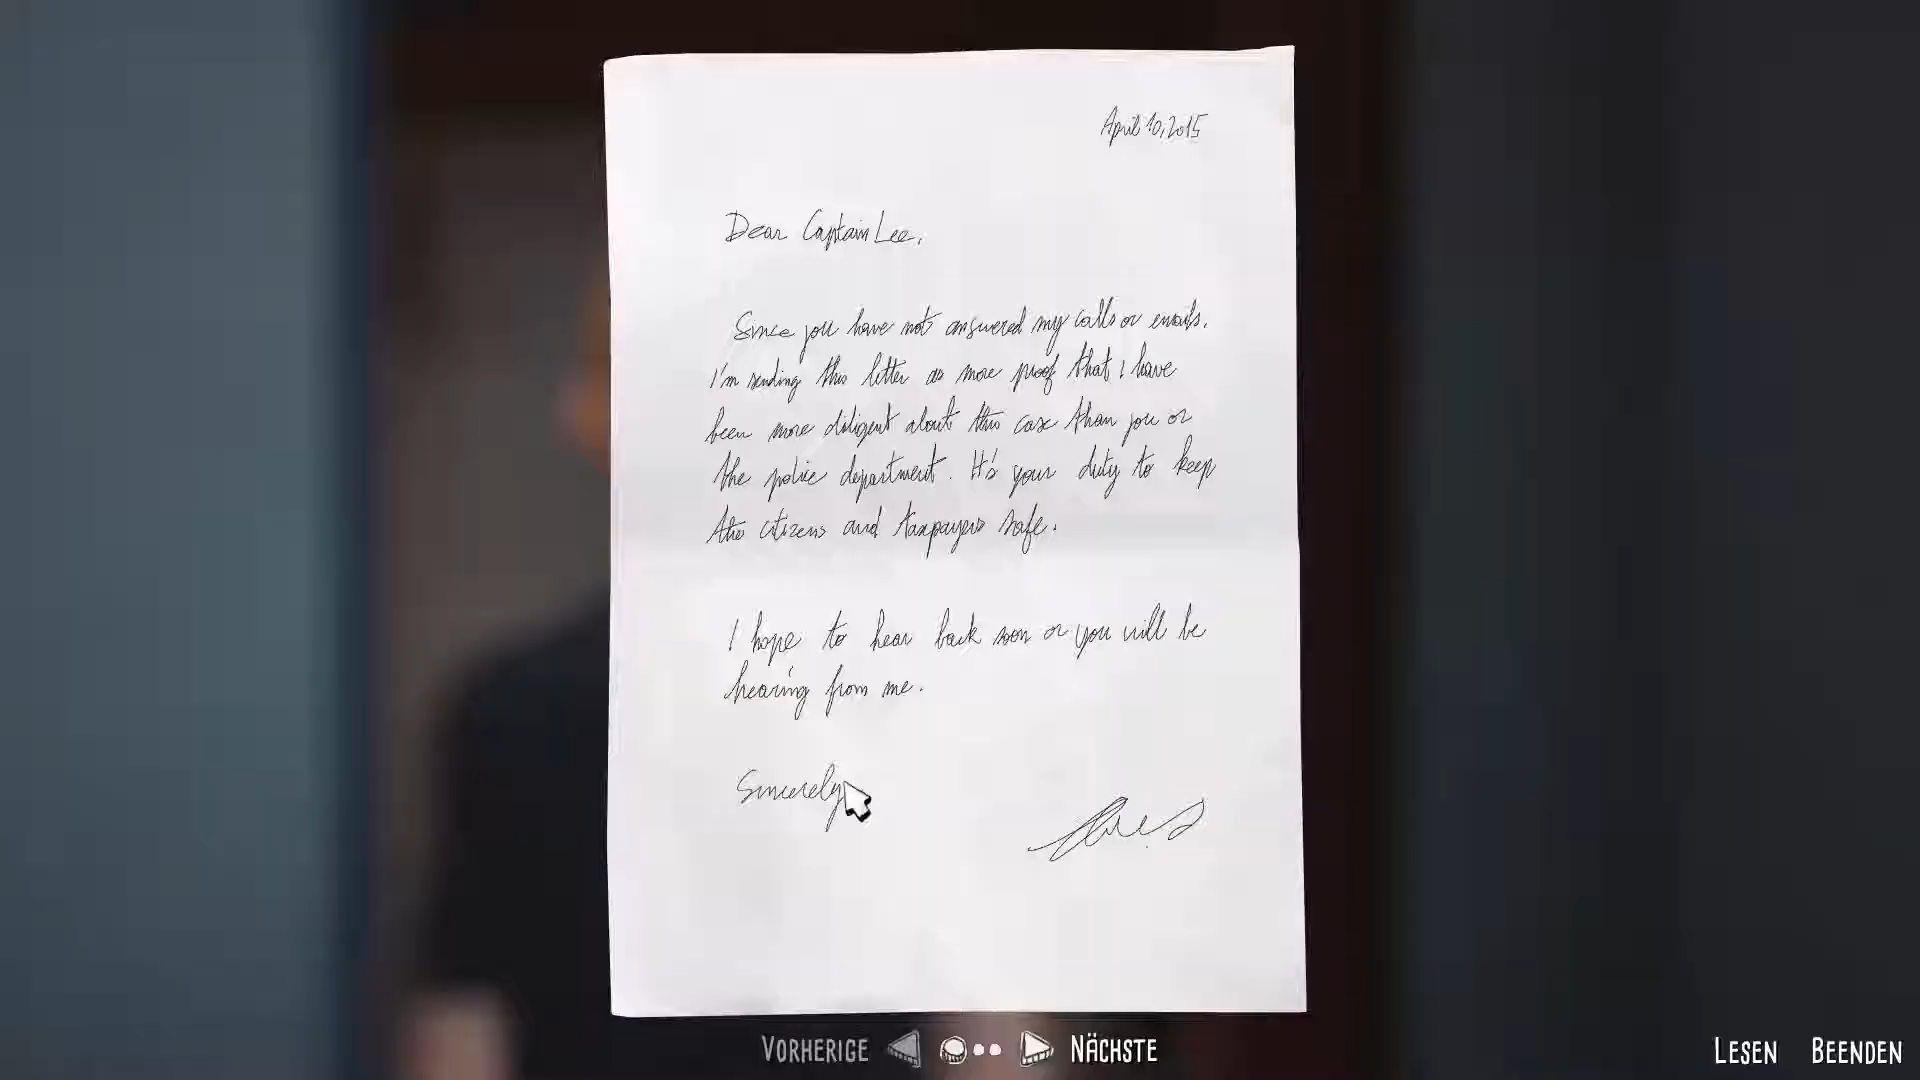 April 10, 2015
Dear Captain Lee,
Since you have not answered my calls or emails,
I'm sending this letter as more proof that I have
been more diligent about this case than you or
the police department. It's your duty to keep
the citizens and taxpayers safe.
I hope to hear back soon or you will be
hearing from me.
Sincerely
VORHERIGE NÄCHSTE
LESEN BEENDEN